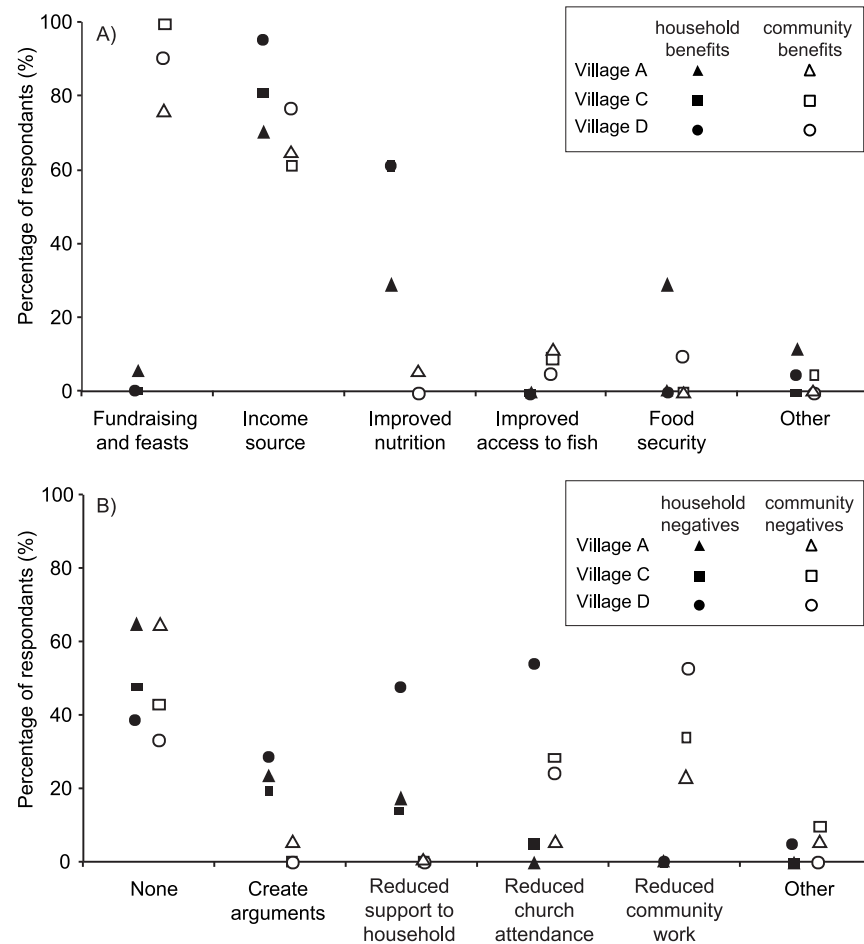 A)
household benefits
community benefits
Village A
Village C
Village D
Percentage of respondants (%)
100
80
60
40
20
0
Fundraising and feasts
Income source
Improved nutrition
Improved access to fish
Food security
Other
B)
household negatives
community negatives
Village A
Village C
Village D
Percentage of respondants (%)
100
80
60
40
20
0
None
Create arguments
Reduced support to household
Reduced church attendance
Reduced community work
Other